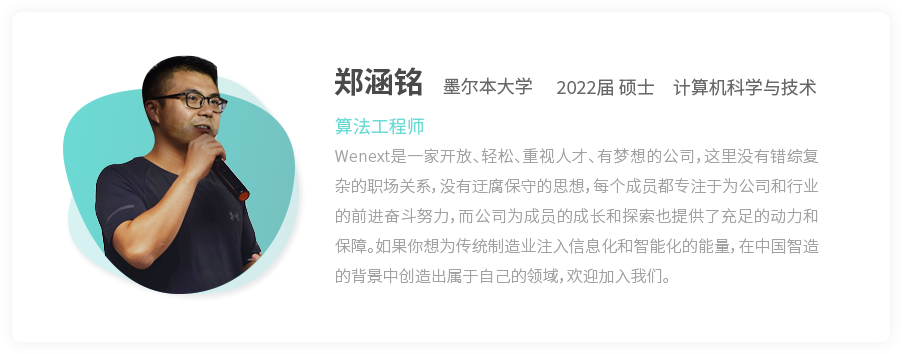 郑涵铭 墨尔本大学 2022届 硕士 计算机科学与技术
算法工程师
Wenext是一家开放、轻松、重视人才、有梦想的公司，这里没有错综复
杂的职场关系，没有迂腐保守的思想，每个成员都专注于为公司和行业
的前进奋斗努力，而公司为成员的成长和探索也提供了充足的动力和
保障。如果你想为传统制造业注入信息化和智能化的能量，在中国智造
的背景中创造出属于自己的领域，欢迎加入我们。